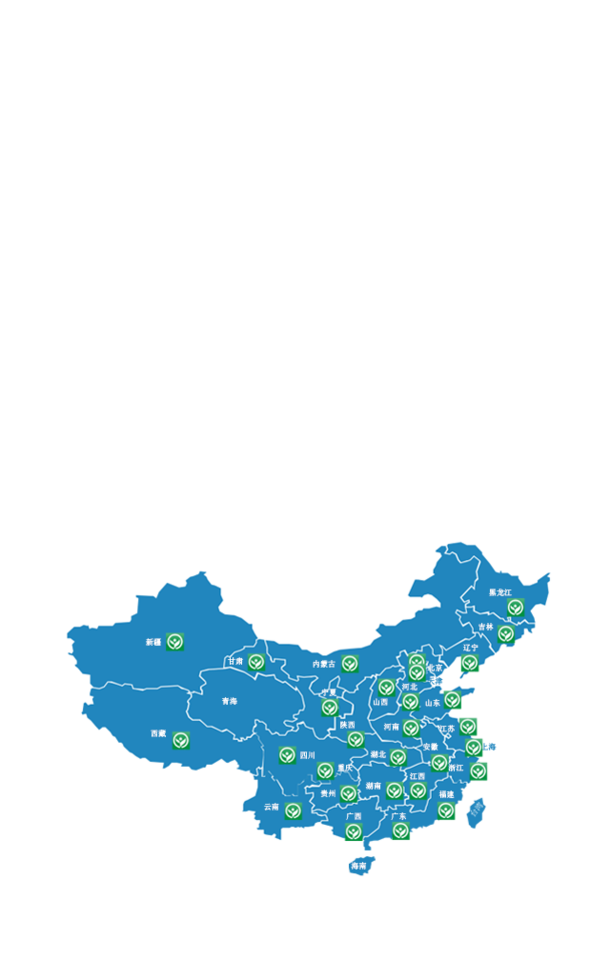 黑龙江
吉林
辽宁
新疆
甘肃
内蒙古
北京
宁夏
河北
青海
山西
山东
陕西
河南
江苏
西藏
安徽
上海
四川
湖北
重庆
浙江
江西
湖南
贵州
福建
云南
广西
广东
台湾
海南